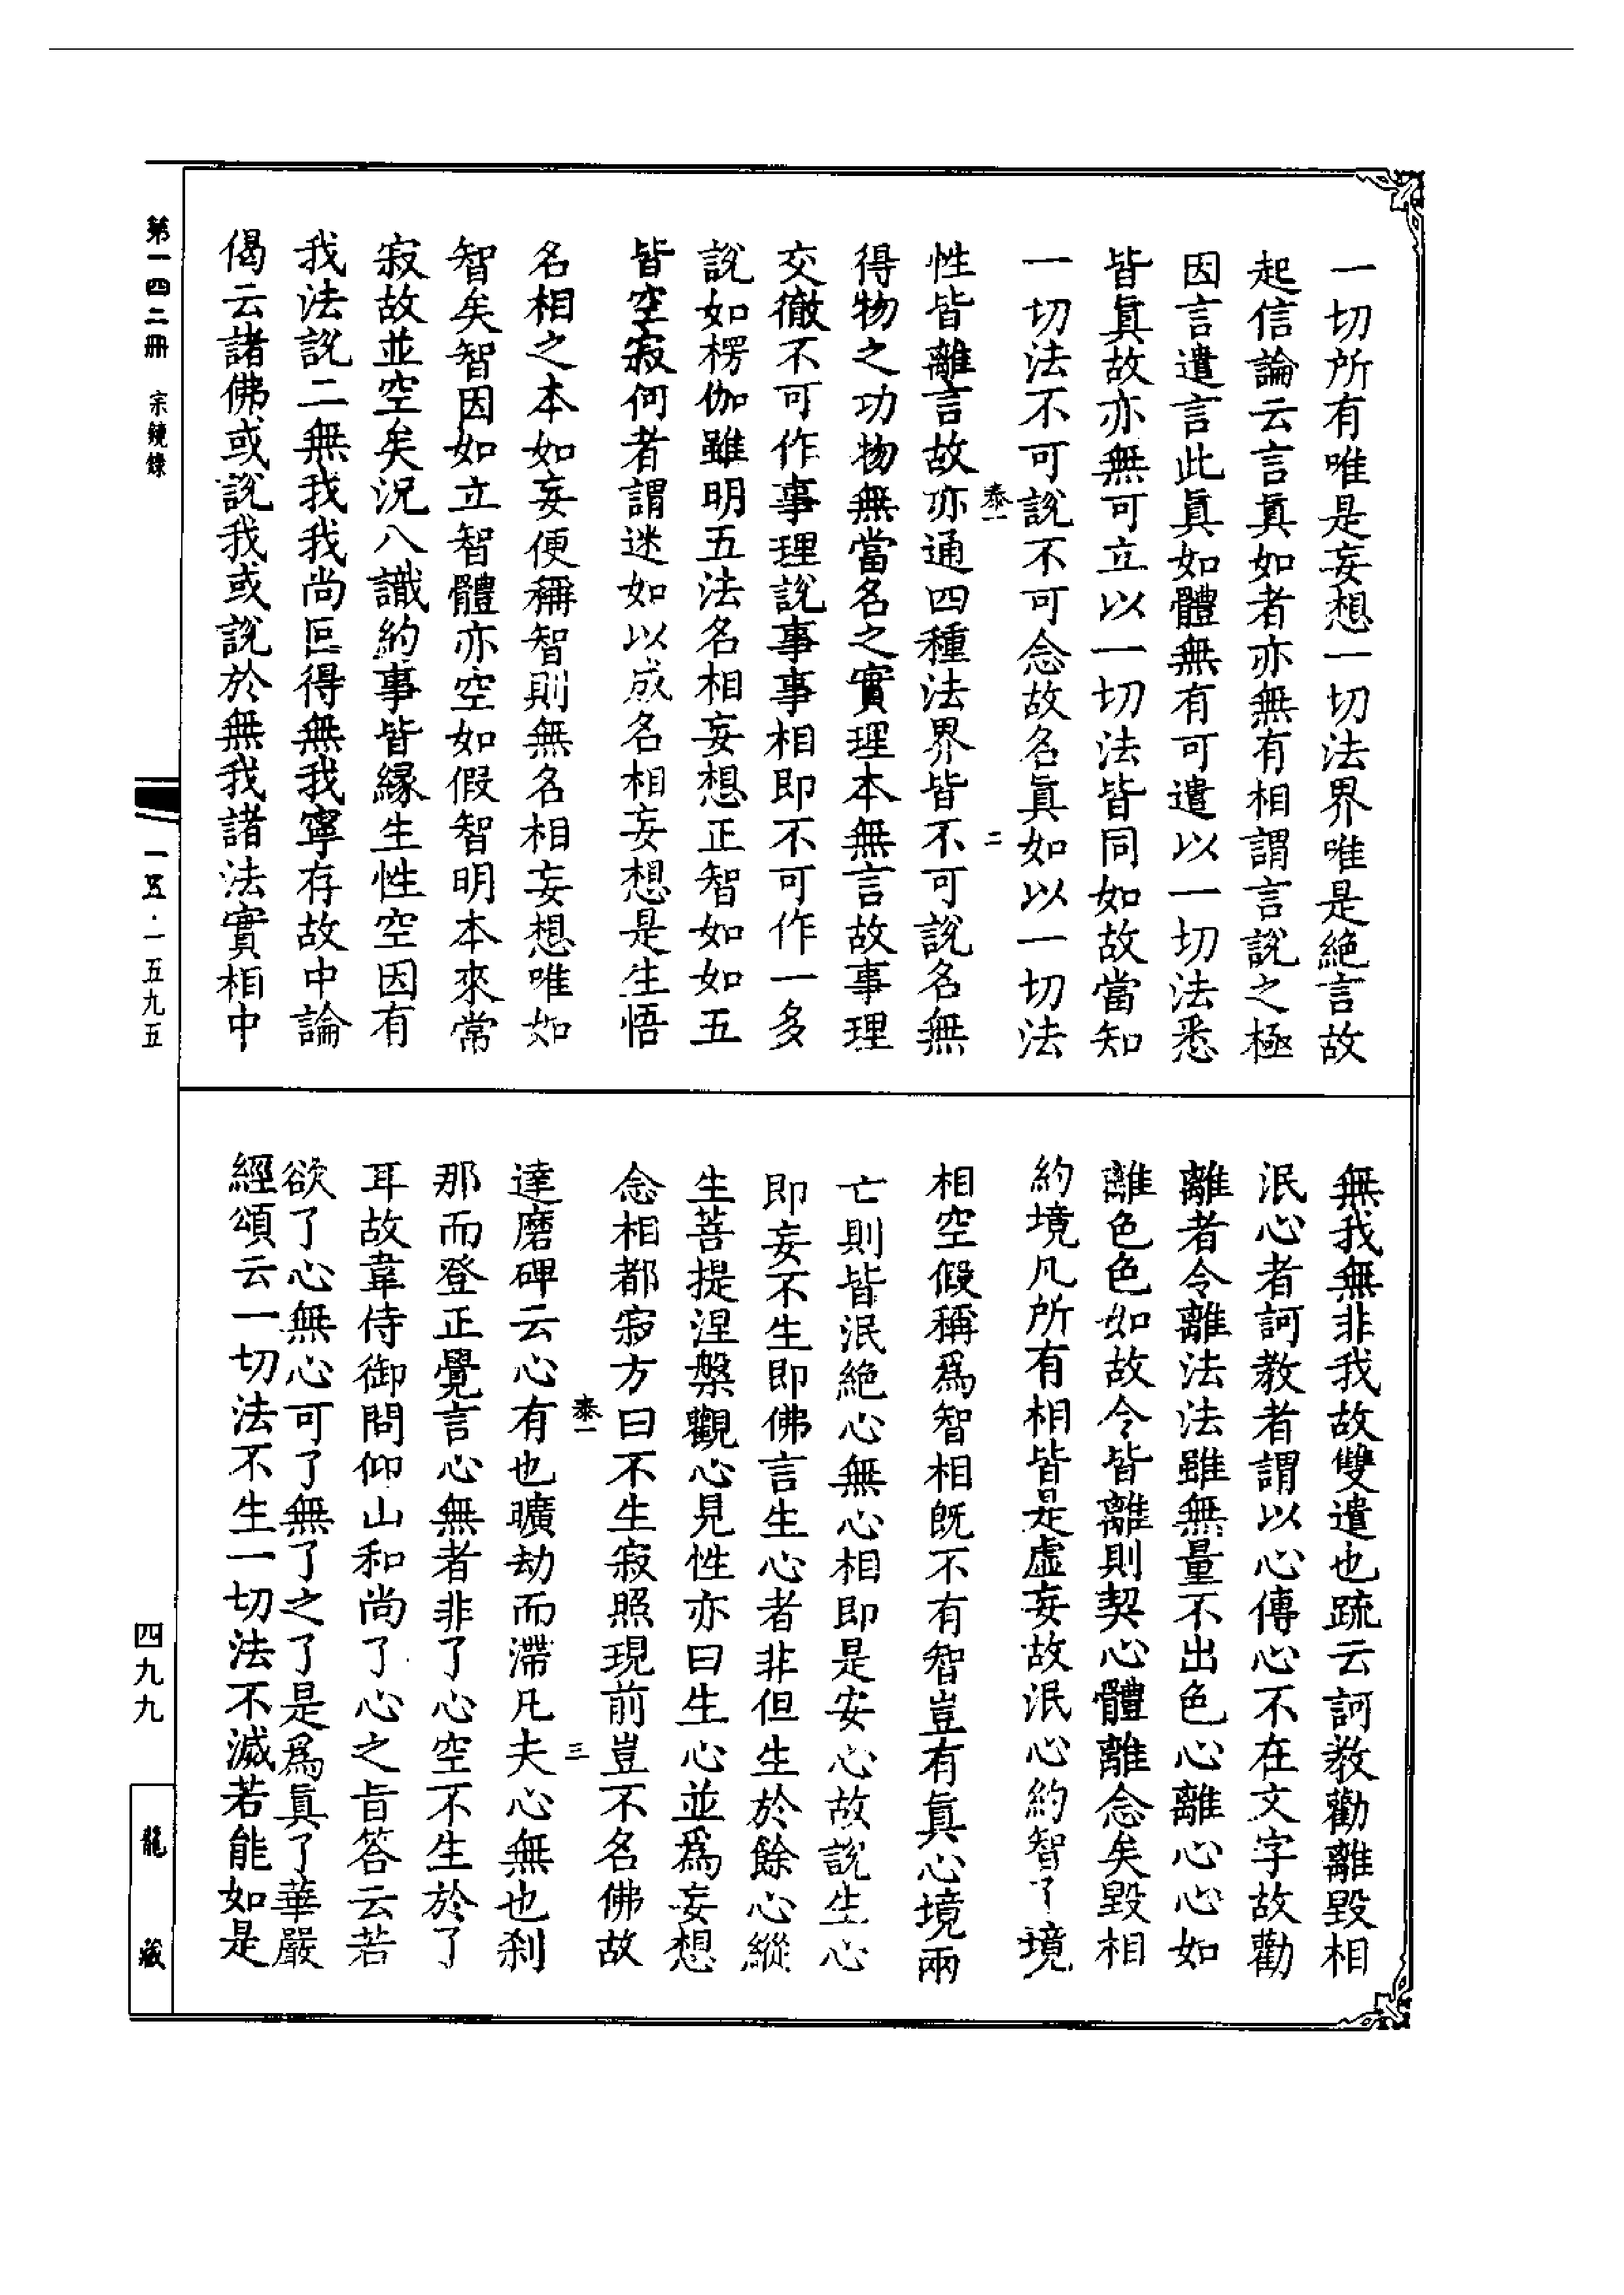 一切所有唯是妄想一切法界唯是絶言故
起信論云言眞如者亦無有相謂言説之極
因言遣言此眞如體無有可遣以一切法悉
皆眞故亦無可立以一切法皆同如故當知
一切法不可説不可念故名眞如以一切法
泰一
二
性皆離言故亦通四種法界皆不可説名無
得物之功物無當名之實理本無言故事理
交徹不可作事理説事事相即不可作一多
説如楞伽雖明五法名相妄想正智如如五
皆空寂何者謂迷如以成名相妄想是生悟
名相之本如妄便稱智則無名相妄想唯如
智矣智因如立智體亦空如假智明本來常
寂故並空矣況八識約事皆縁生性空因有
我法説二無我我尚叵得無我寧存故中論
偈云諸佛或説我或説於無我諸法實相中
無我無非我故雙遣也疏云訶教勸離毀相
泯心者訶教者謂以心傳心不在文字故勸
離者令離法法雖無量不出色心離心心如
離色色如故令皆離則契心體離念矣毀相
約境凡所有相皆是虚妄故泯心約智了境
相空假稱爲智相既不有智豈有眞心境兩
亡則皆泯絶心無心相即是安心故説生心
即妄不生即佛言生心者非但生於餘心縱
生菩提涅槃觀心見性亦曰生心並爲妄想
念相都寂方曰不生寂照現前豈不名佛故
泰一
三
達磨碑云心有也曠劫而滯凡夫心無也刹
那而登正覺言心無者非了心空不生於了
耳故韋侍御問仰山和尚了心之旨答云若
欲了心無心可了無了之了是爲眞了華嚴
經頌云一切法不生一切法不滅若能如是
第一四二冊 宗鏡錄
一五·一五九五
四九九
龍藏